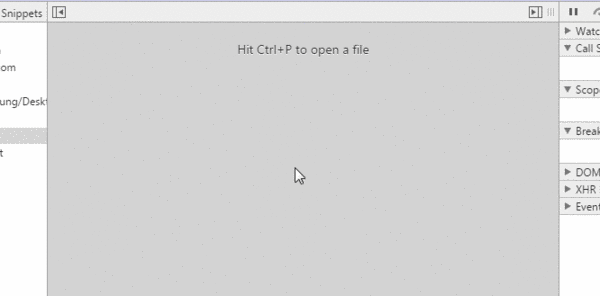 Snippets
om
ung/Deskt
t
Hit Ctrl+P to open a file
Watc
Call S
Scop
Break
DOM
XHR
Event